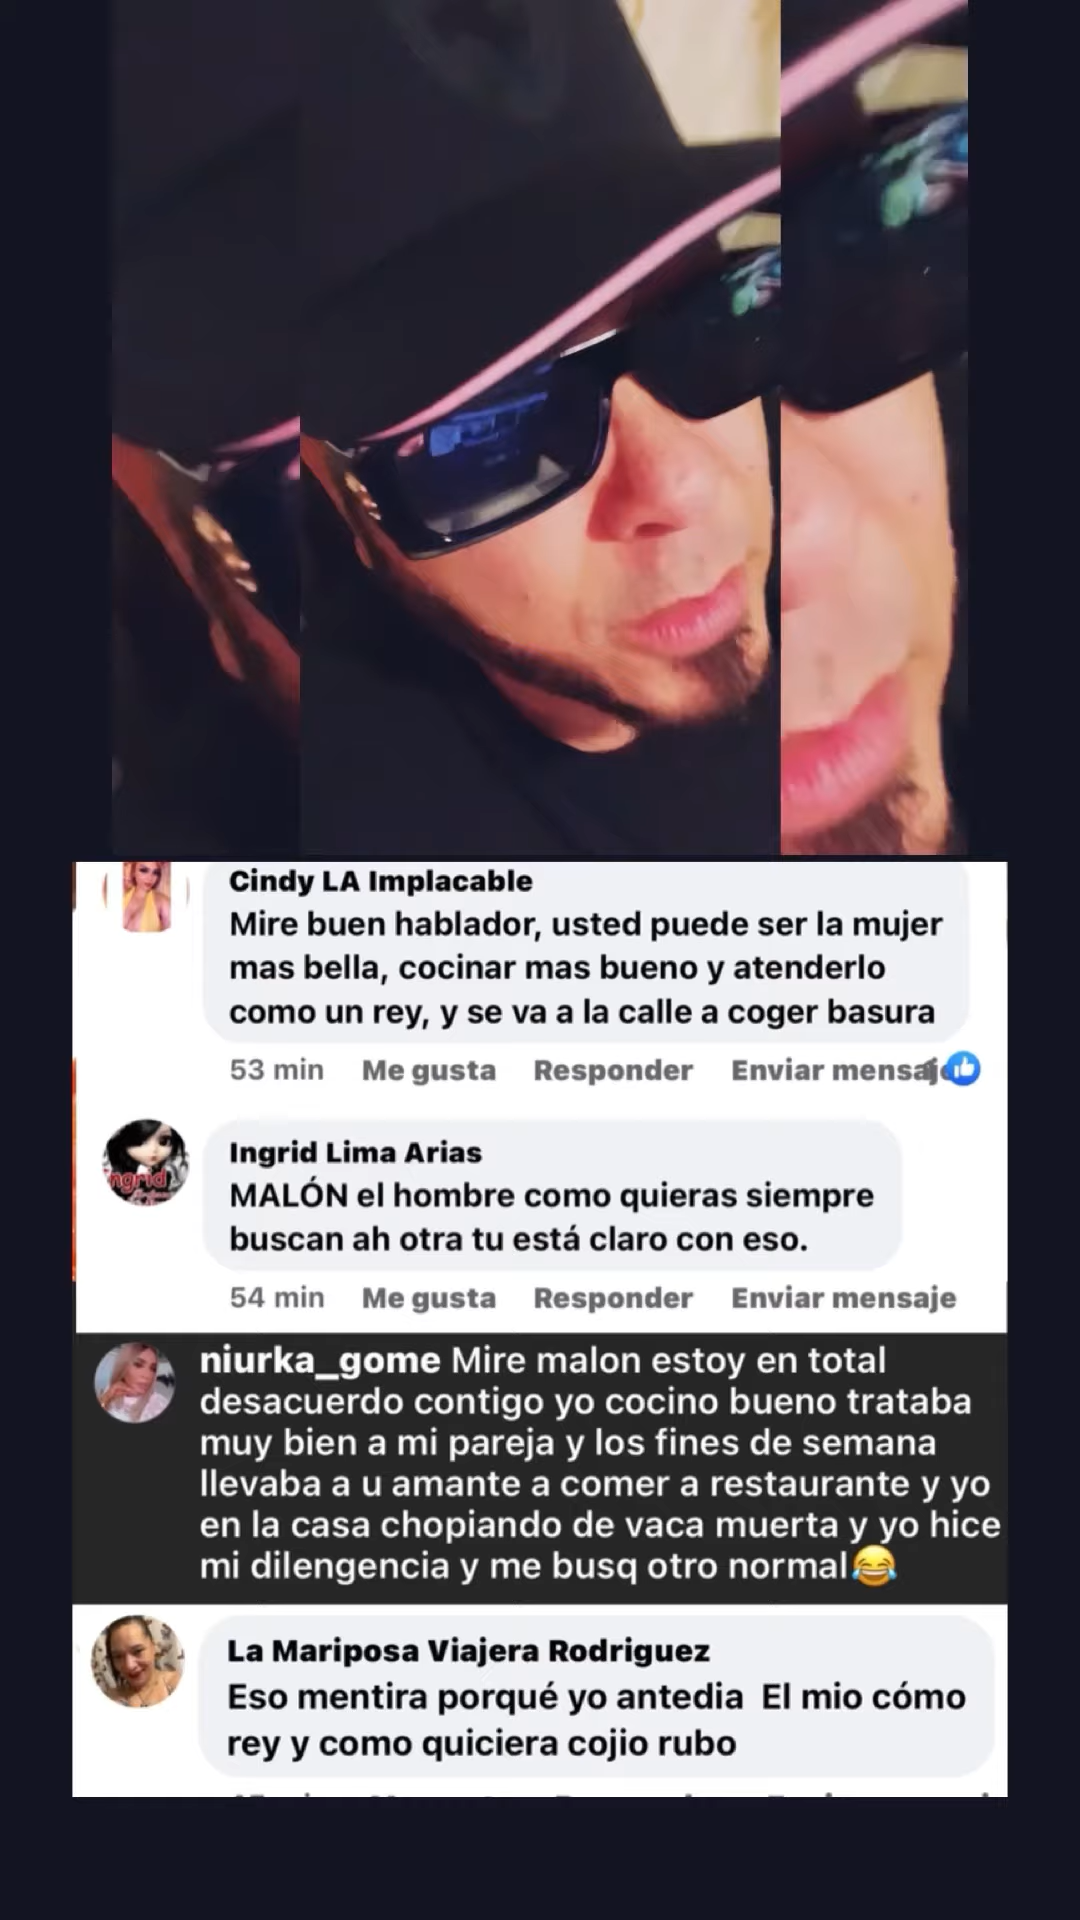 Cindy LA Implacable
Mire buen hablador, usted puede ser la mujer
mas bella, cocinar mas bueno y atenderlo
como un rey, y se va a la calle a coger basura
53 min Me gusta Responder Enviar mensaje
ngrid
Ingrid Lima Arias
MALÓN el hombre como quieras siempre
buscan ah otra tu está claro con eso.
54 min Me gusta Responder Enviar mensaje
niurka_gome Mire malon estoy en total
desacuerdo contigo yo cocino bueno trataba
muy bien a mi pareja y los fines de semana
llevaba a u amante a comer a restaurante y yo
en la casa chopiando de vaca muerta y yo hice
mi dilengencia y me busq otro normal😂
La Mariposa Viajera Rodriguez
Eso mentira porqué yo antedia El mio cómo
rey y como quiciera cojio rubo